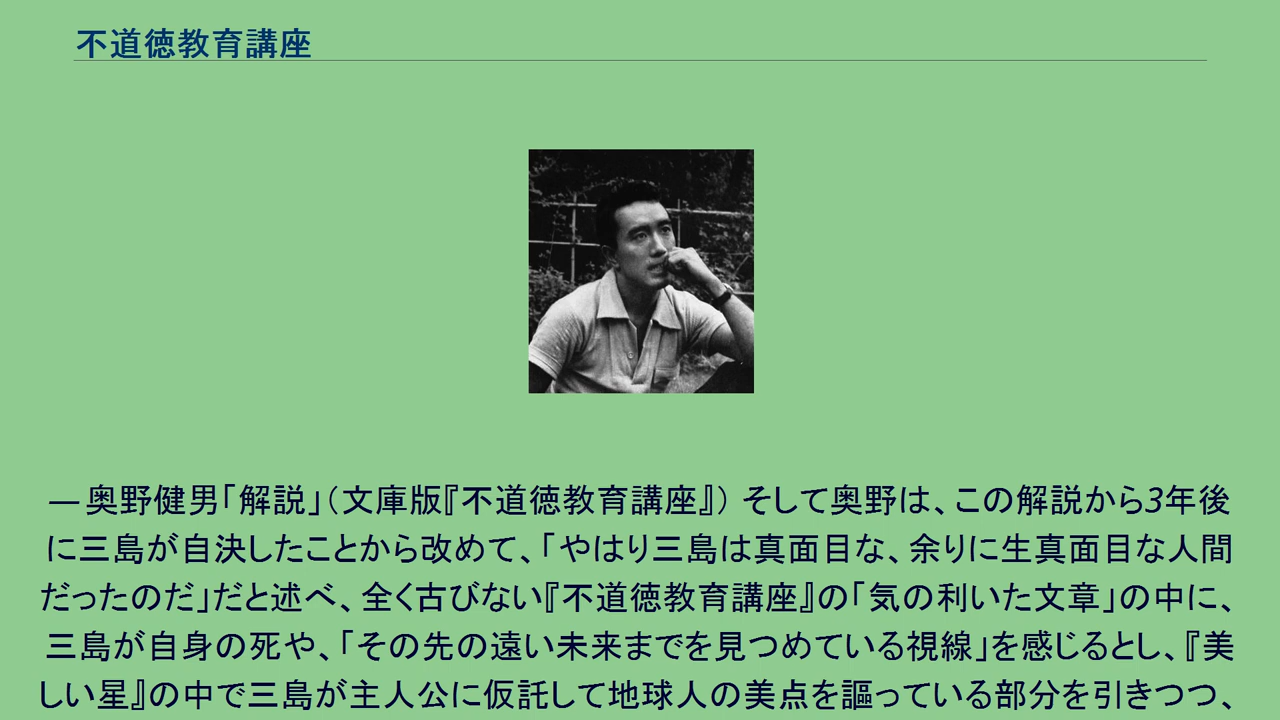 不道徳教育講座
― 奥野健男「解説」（文庫版『不道徳教育講座』） そして奥野は、この解説から3年後
に三島が自決したことから改めて、「やはり三島は真面目な、余りに生真面目な人間
だったのだ」だと述べ、全く古びない『不道徳教育講座』の「気の利いた文章」の中に、
三島が自身の死や、「その先の遠い未来までを見つめている視線」を感じるとし、『美
しい星』の中で三島が主人公に仮託して地球人の美点を謳っている部分を引きつつ、